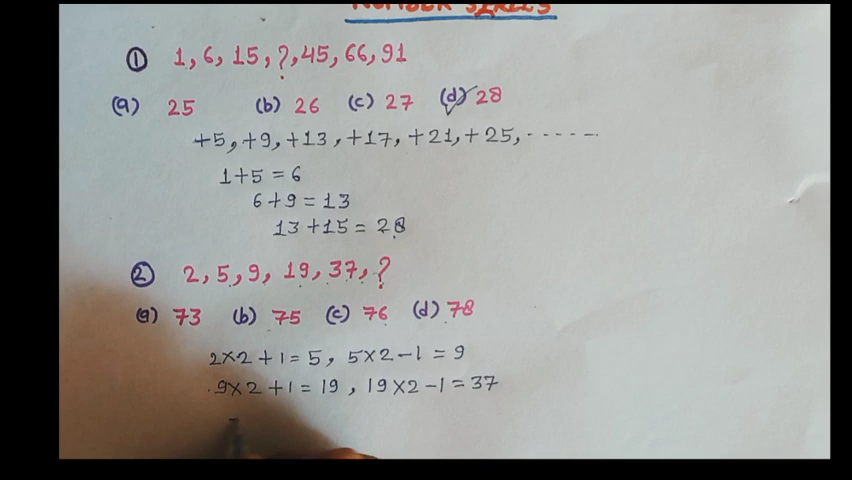 NUMBER SERIES
① 1, 6, 15, ?, 45, 66, 91
(a) 25 (b) 26 (c) 27 (d) 28
+5, +9, +13, +17, +21, +25, -----
1+5 = 6
6+9 = 13
13+15 = 28
② 2, 5, 9, 19, 37, ?
(a) 73 (b) 75 (c) 76 (d) 78
2×2+1=5, 5×2-1=9
9×2+1=19, 19×2-1=37